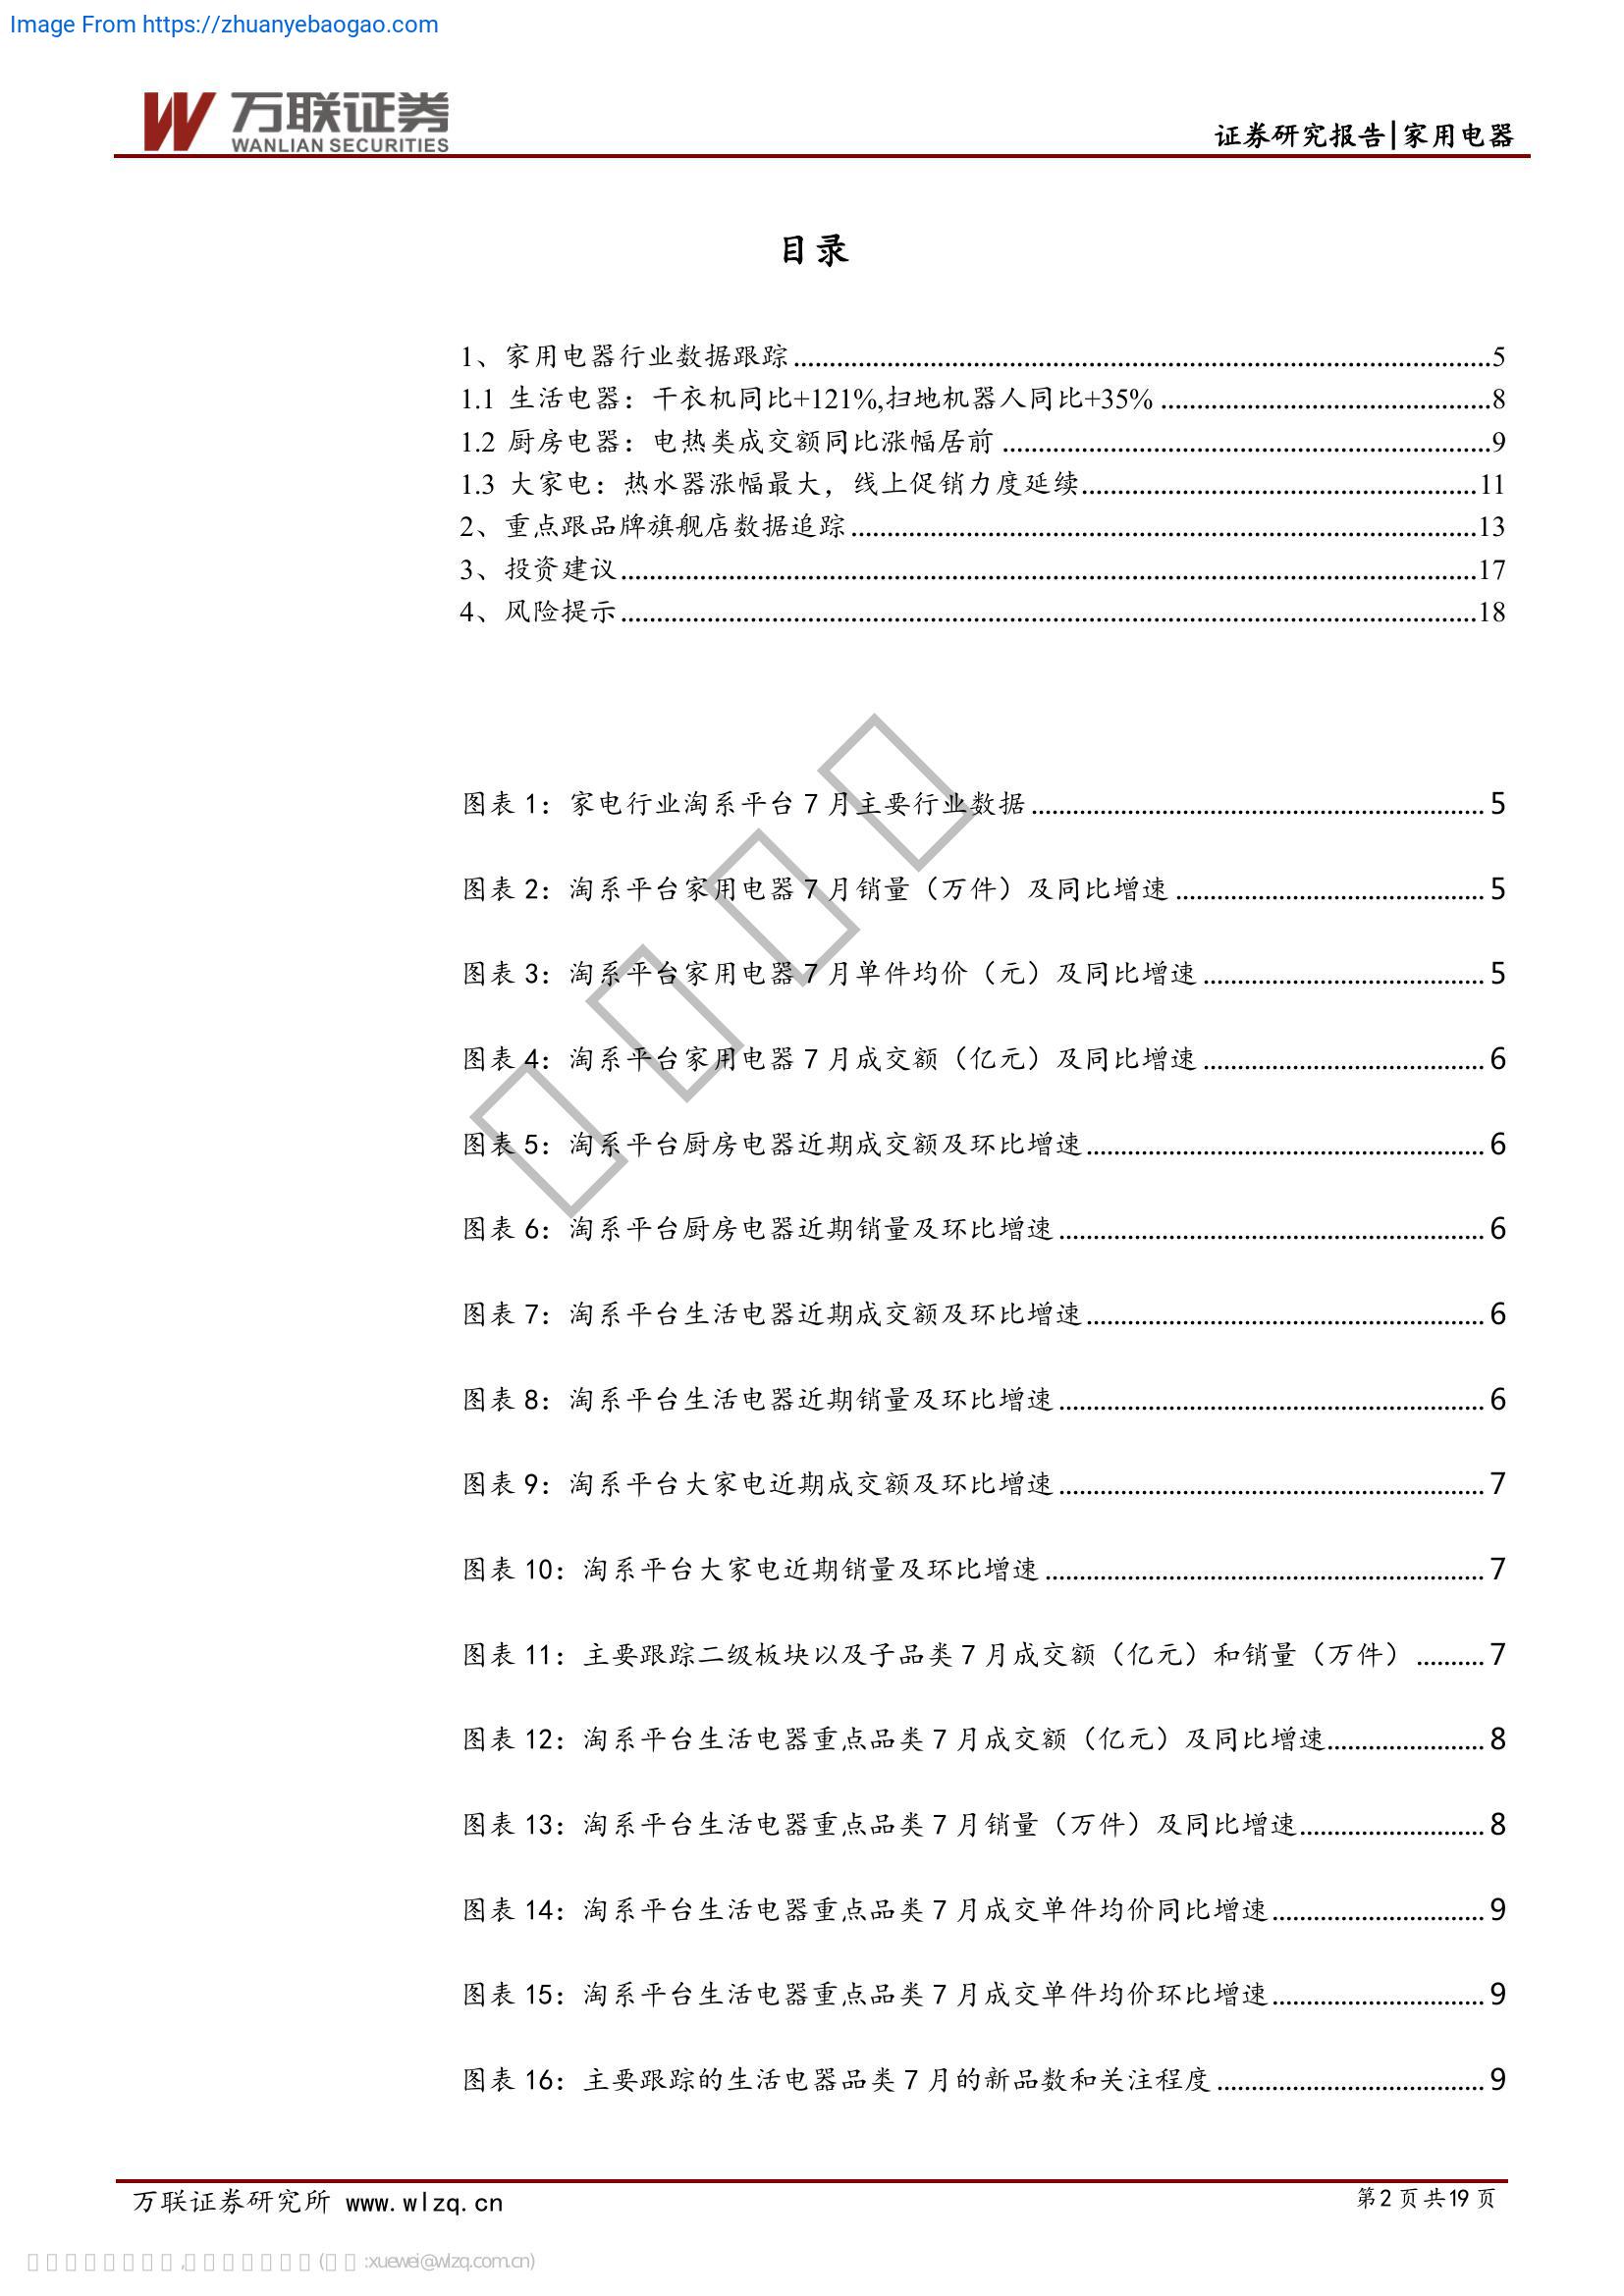 Image From https://zhuanyebaogao.com
万联证券
WANLIAN SECURITIES
证券研究报告|家用电器
目录
1、家用电器行业数据跟踪5
1.1 生活电器：干衣机同比+121%,扫地机器人同比+35%8
1.2 厨房电器：电热类成交额同比涨幅居前9
1.3 大家电：热水器涨幅最大，线上促销力度延续11
2、重点跟品牌旗舰店数据追踪13
3、投资建议17
4、风险提示18
图表 1：家电行业淘系平台 7 月主要行业数据5
图表 2：淘系平台家用电器 7 月销量（万件）及同比增速5
图表 3：淘系平台家用电器 7 月单件均价（元）及同比增速5
图表 4：淘系平台家用电器 7 月成交额（亿元）及同比增速6
图表 5：淘系平台厨房电器近期成交额及环比增速6
图表 6：淘系平台厨房电器近期销量及环比增速6
图表 7：淘系平台生活电器近期成交额及环比增速6
图表 8：淘系平台生活电器近期销量及环比增速6
图表 9：淘系平台大家电近期成交额及环比增速7
图表 10：淘系平台大家电近期销量及环比增速7
图表 11：主要跟踪二级板块以及子品类 7 月成交额（亿元）和销量（万件）7
图表 12：淘系平台生活电器重点品类 7 月成交额（亿元）及同比增速8
图表 13：淘系平台生活电器重点品类 7 月销量（万件）及同比增速8
图表 14：淘系平台生活电器重点品类 7 月成交单件均价同比增速9
图表 15：淘系平台生活电器重点品类 7 月成交单件均价环比增速9
图表 16：主要跟踪的生活电器品类 7 月的新品数和关注程度9
万联证券研究所 www.wlzq.cn
第2 页 共19 页
:xuewei@wlzq.com.cn)